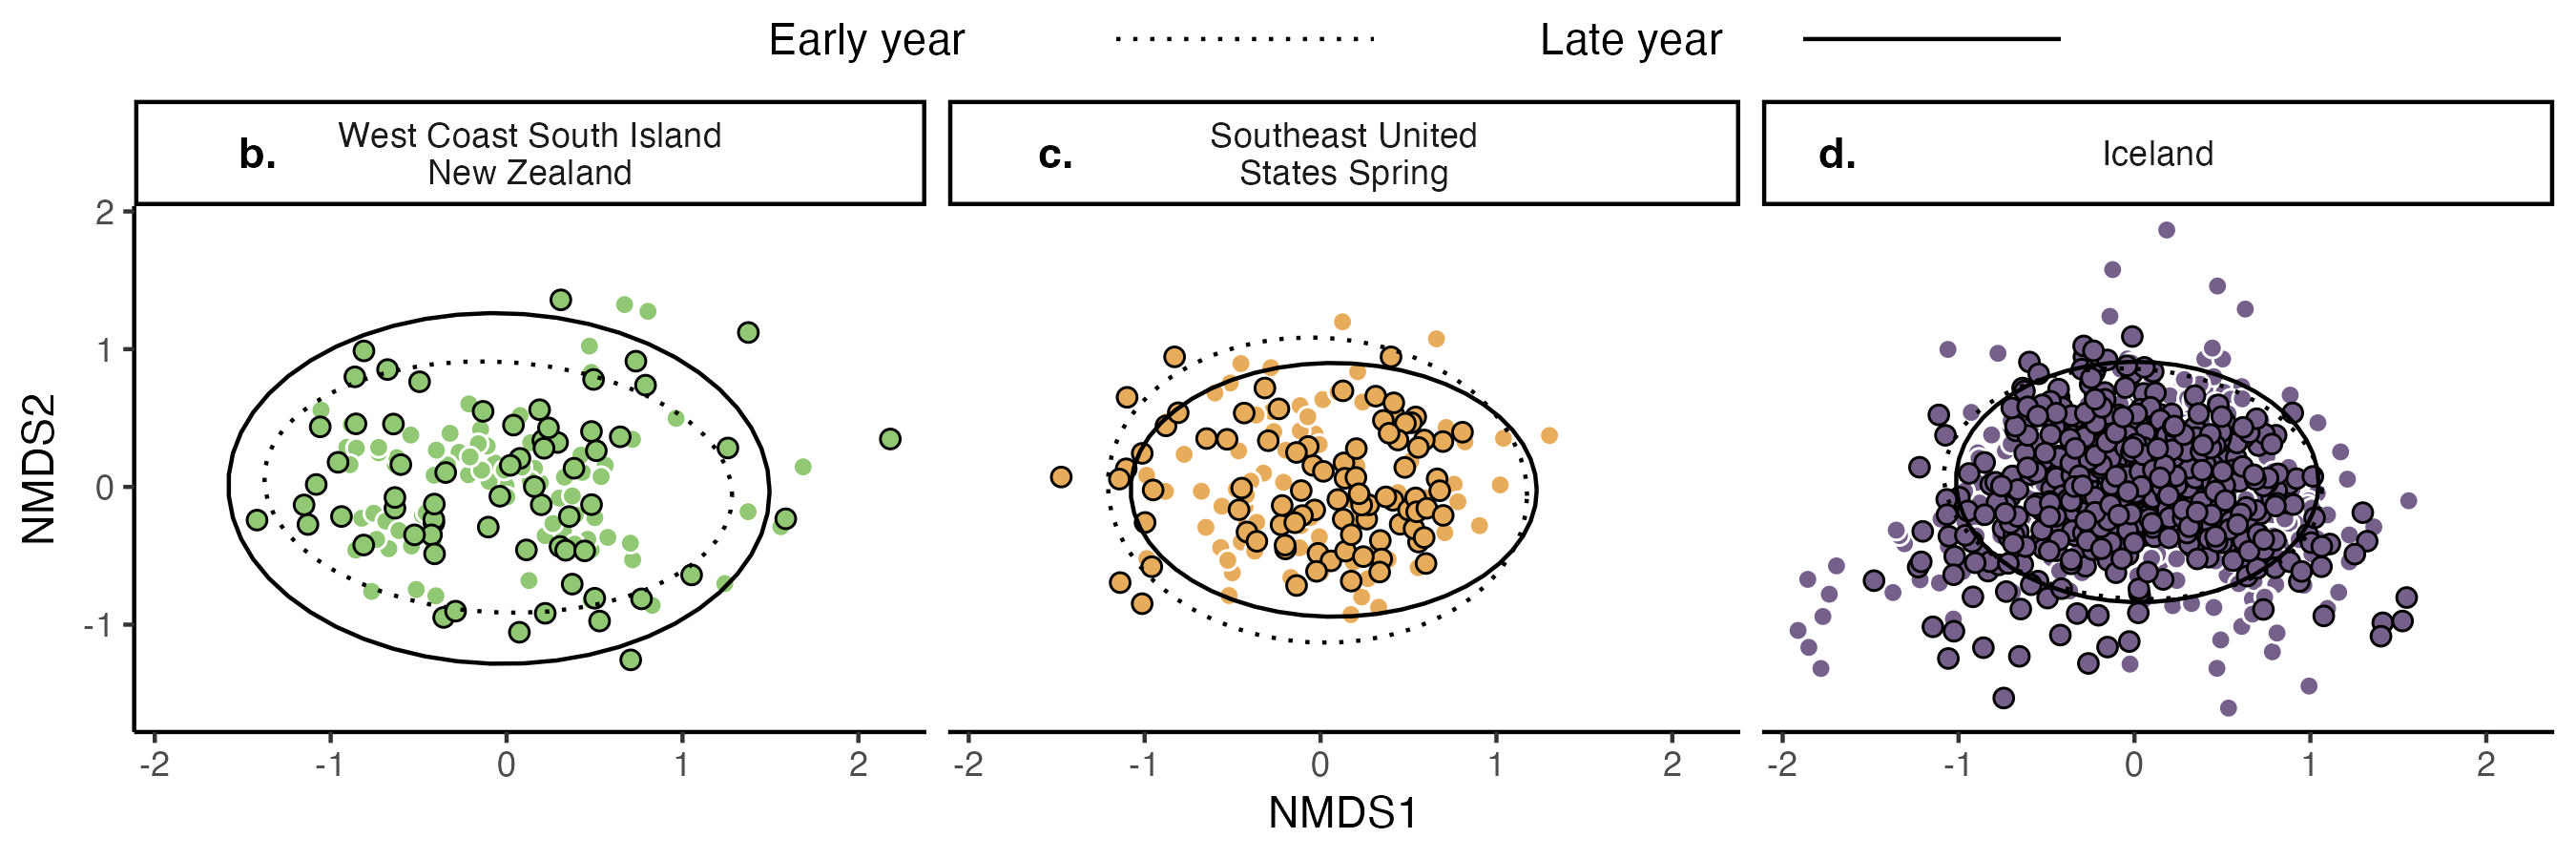 Early year
Late year
b.
West Coast South Island
New Zealand
c.
Southeast United
States Spring
d.
Iceland
NMDS2
2
1
0
-1
-2
-1
0
1
2
-2
-1
0
1
2
-2
-1
0
1
2
NMDS1